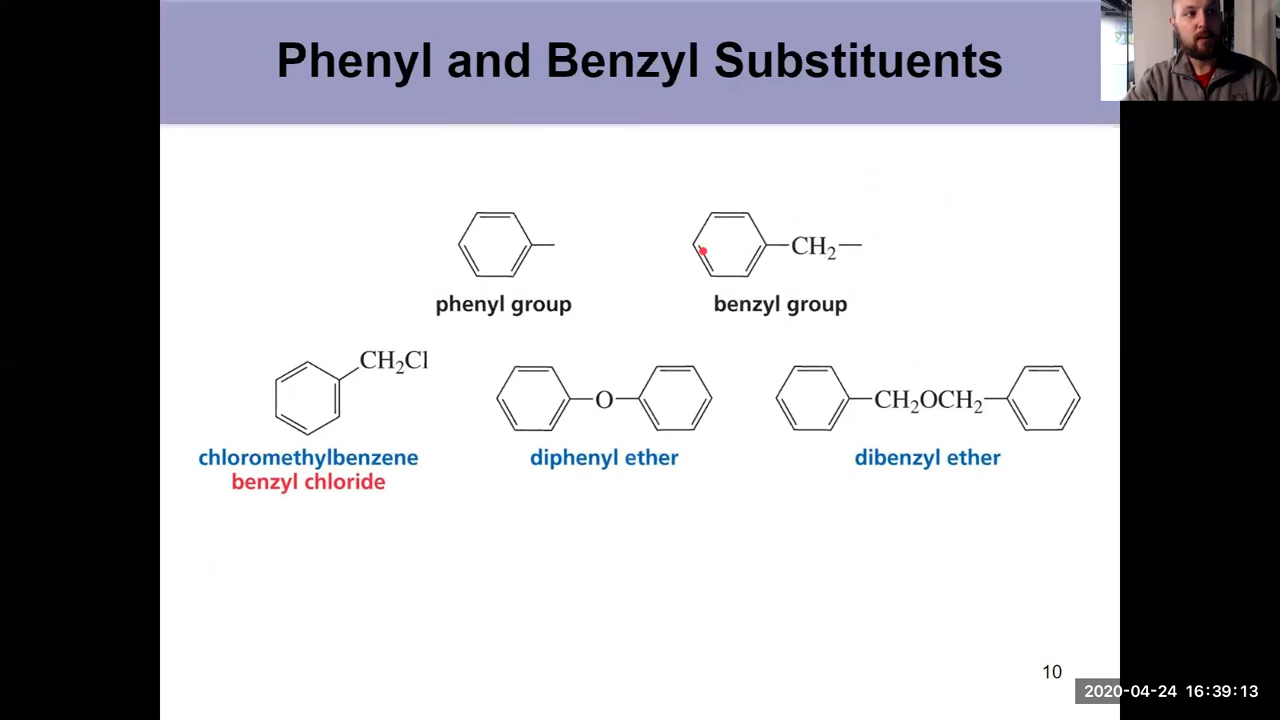 Phenyl and Benzyl Substituents
CH₂
phenyl group
benzyl group
CH₂Cl
O
CH₂OCH₂
chloromethylbenzene
benzyl chloride
diphenyl ether
dibenzyl ether
10
2020-04-24 16:39:13